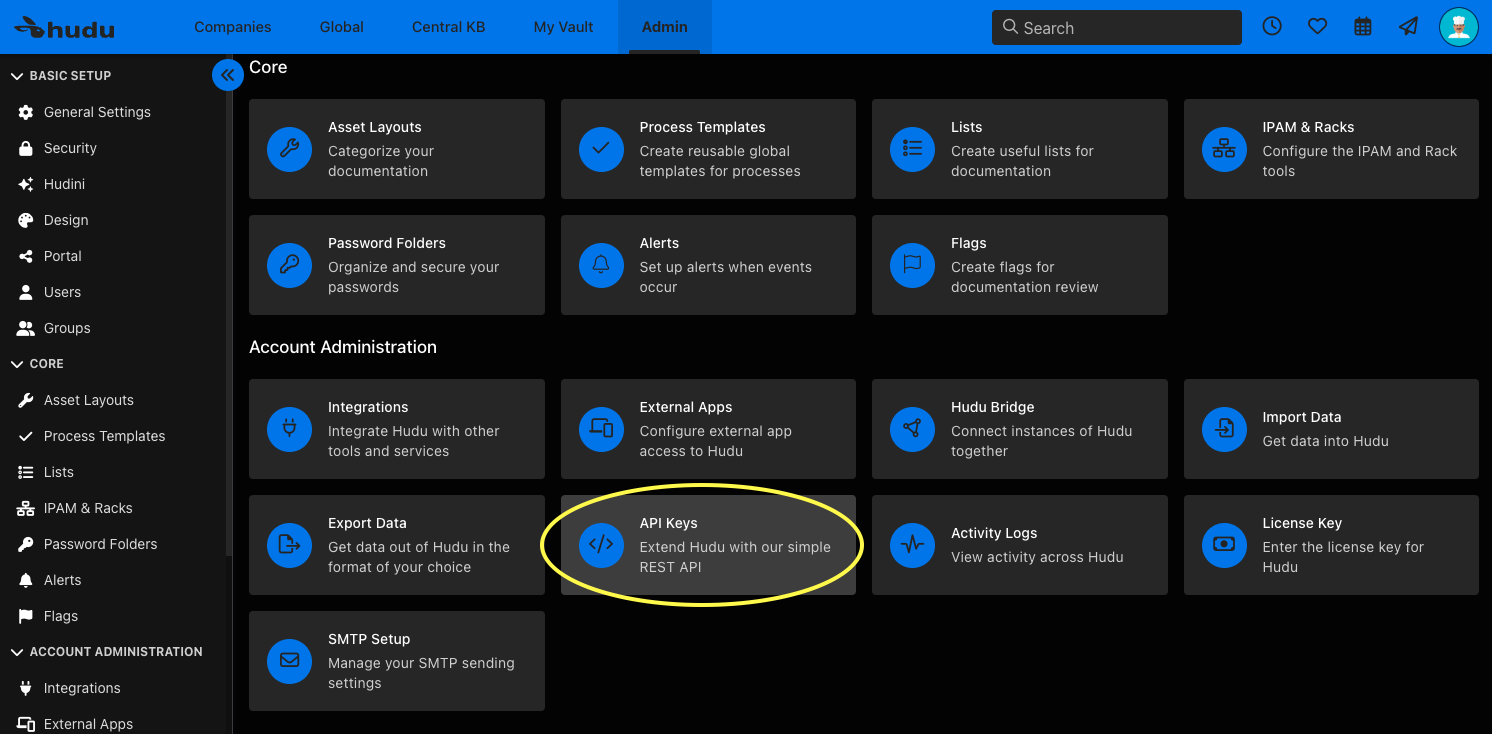 hudu
Companies
Global
Central KB
My Vault
Admin
Search
BASIC SETUP
General Settings
Security
Hudini
Design
Portal
Users
Groups
CORE
Asset Layouts
Process Templates
Lists
IPAM & Racks
Password Folders
Alerts
Flags
ACCOUNT ADMINISTRATION
Integrations
External Apps
Core
Asset Layouts
Categorize your
documentation
Process Templates
Create reusable global
templates for processes
Lists
Create useful lists for
documentation
IPAM & Racks
Configure the IPAM and Rack
tools
Password Folders
Organize and secure your
passwords
Alerts
Set up alerts when events
occur
Flags
Create flags for
documentation review
Account Administration
Integrations
Integrate Hudu with other
tools and services
External Apps
Configure external app
access to Hudu
Hudu Bridge
Connect instances of Hudu
together
Import Data
Get data into Hudu
Export Data
Get data out of Hudu in the
format of your choice
API Keys
Extend Hudu with our simple
REST API
Activity Logs
View activity across Hudu
License Key
Enter the license key for
Hudu
SMTP Setup
Manage your SMTP sending
settings